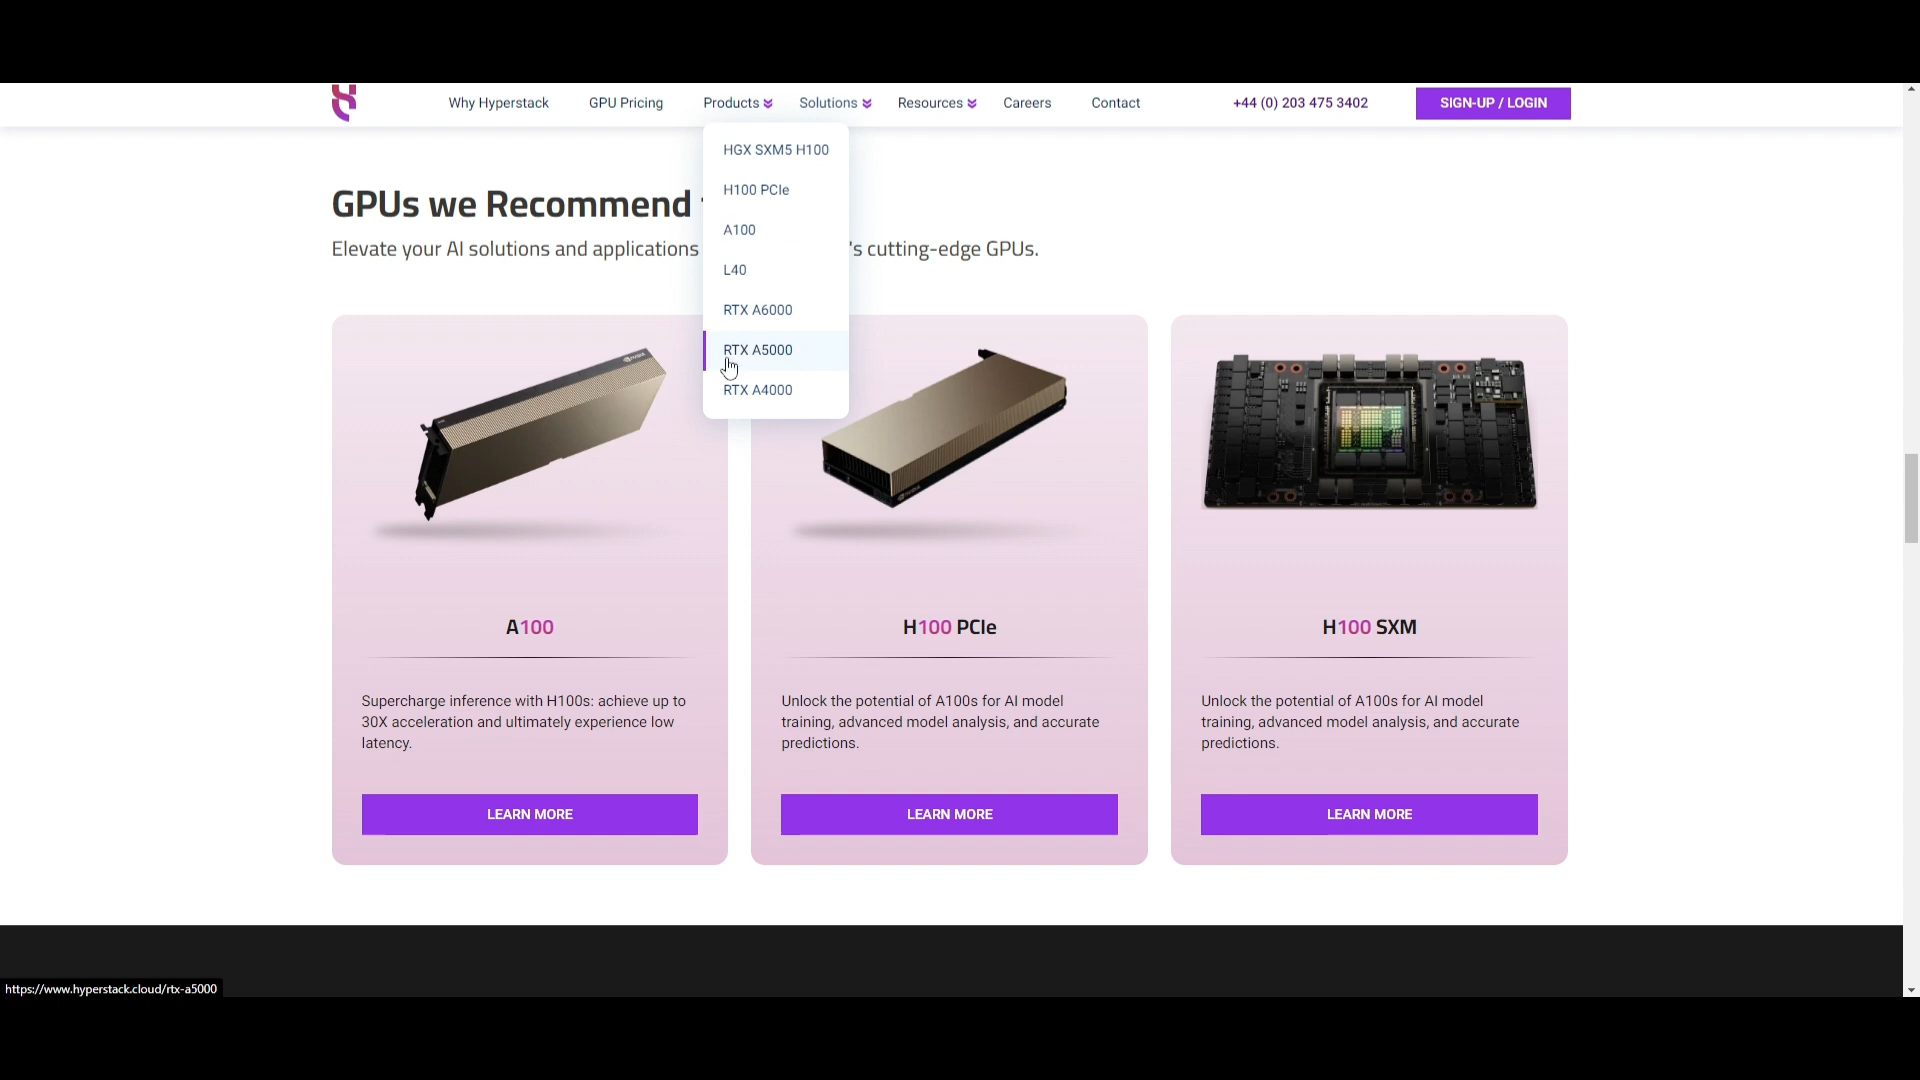 Why Hyperstack
GPU Pricing
Products
Solutions
Resources
Careers
Contact
+44 (0) 203 475 3402
SIGN-UP / LOGIN
HGX SXM5 H100
H100 PCIe
A100
L40
RTX A6000
RTX A5000
RTX A4000
GPUs we Recommend
Elevate your AI solutions and applications
's cutting-edge GPUs.
A100
Supercharge inference with H100s: achieve up to
30X acceleration and ultimately experience low
latency.
LEARN MORE
H100 PCIe
Unlock the potential of A100s for AI model
training, advanced model analysis, and accurate
predictions.
LEARN MORE
H100 SXM
Unlock the potential of A100s for AI model
training, advanced model analysis, and accurate
predictions.
LEARN MORE
https://www.hyperstack.cloud/rtx-a5000